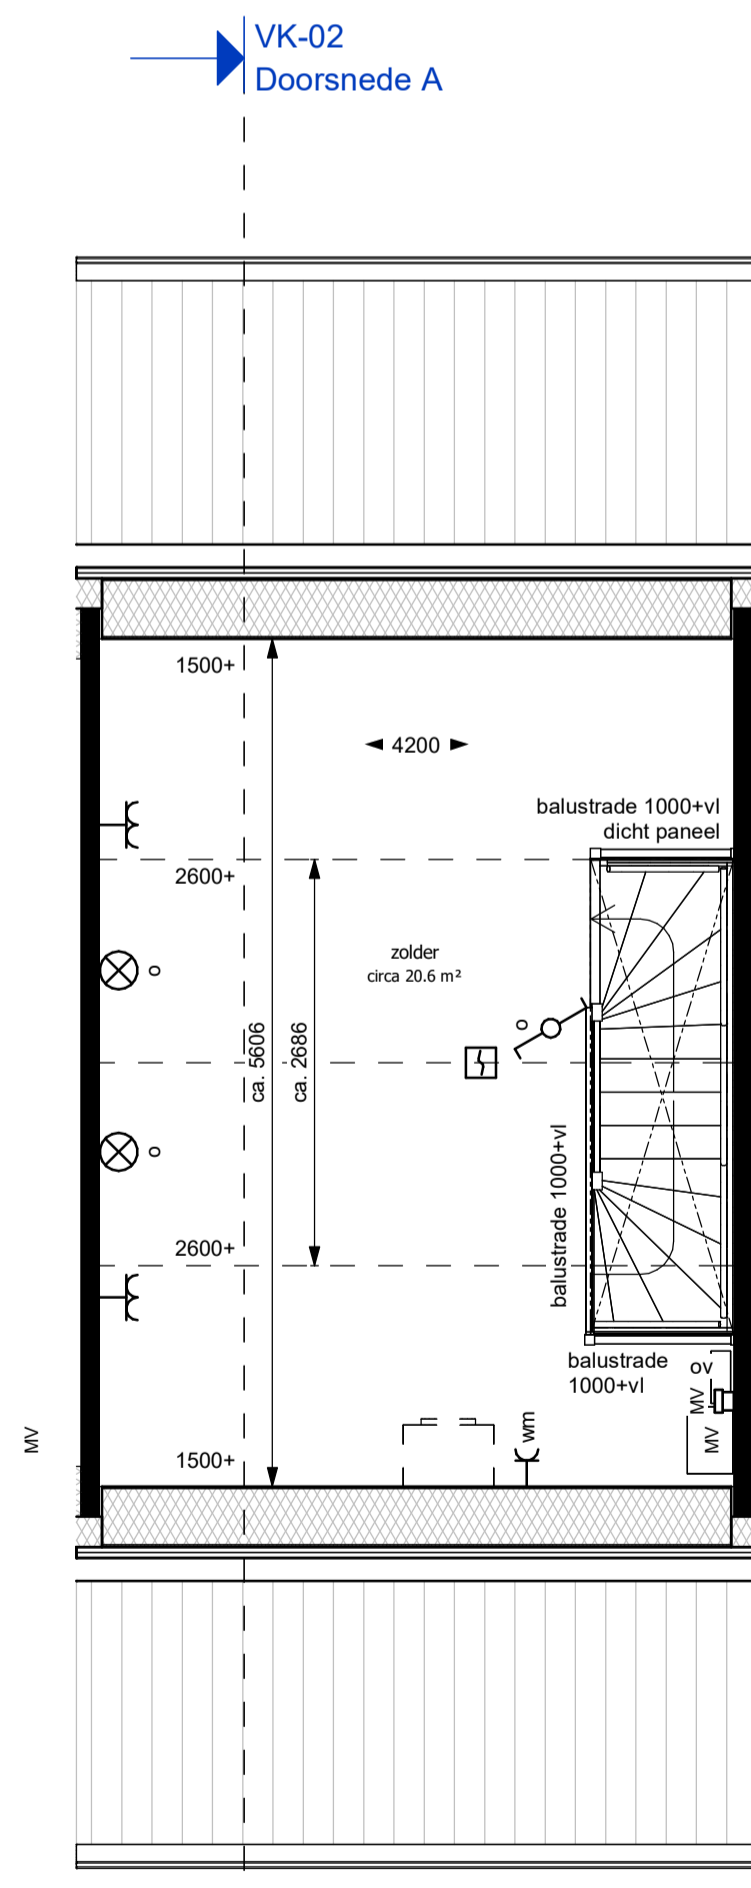 VK-02
Doorsnede A
1500+
4200
balustrade 1000+vl
dicht paneel
2600+
zolder
circa 20.6 m²
o
o
ca. 5606
ca. 2686
o
balustrade 1000+vl
2600+
balustrade
1000+vl
ov
MV
MV
wm
MV
1500+